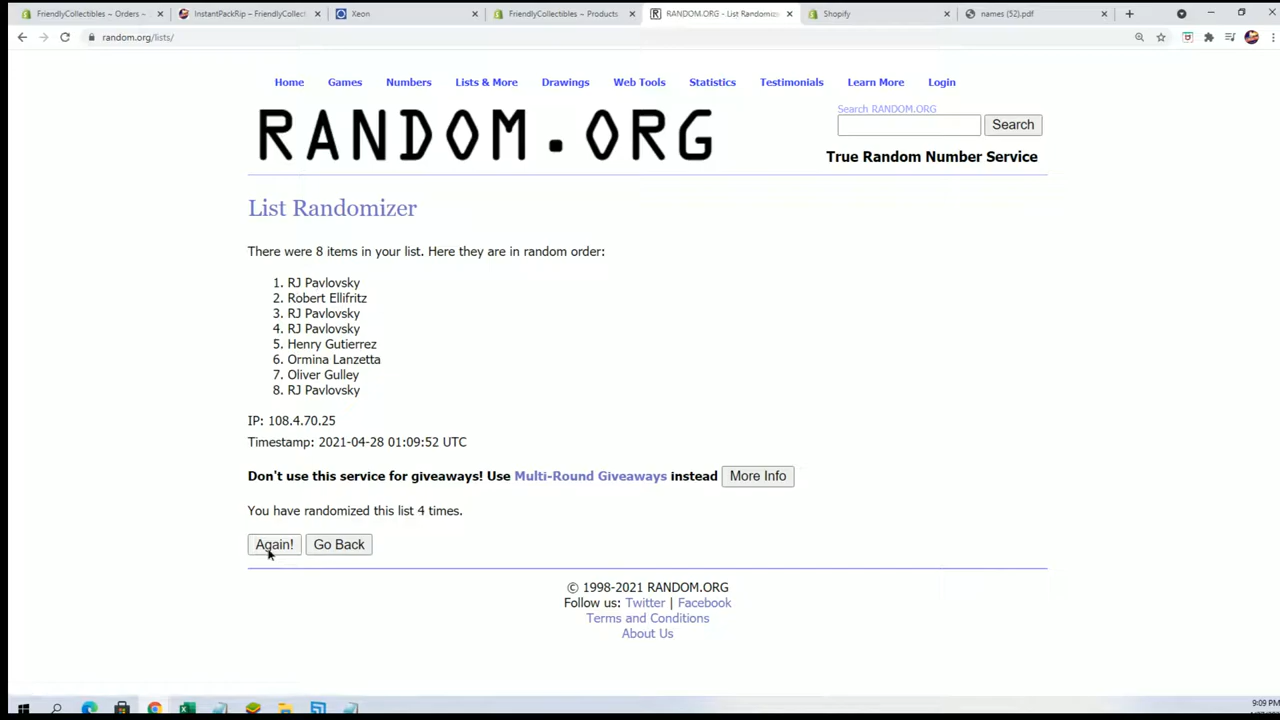 FriendlyCollectibles ~ Orders ~
InstantPackRip – FriendlyCollect
Xeon
FriendlyCollectibles ~ Products
RANDOM.ORG - List Randomize
Shopify
names (52).pdf
random.org/lists/
Home Games Numbers Lists & More Drawings Web Tools Statistics Testimonials Learn More Login
RANDOM.ORG
Search RANDOM.ORG
Search
True Random Number Service
List Randomizer
There were 8 items in your list. Here they are in random order:
1. RJ Pavlovsky
2. Robert Ellifritz
3. RJ Pavlovsky
4. RJ Pavlovsky
5. Henry Gutierrez
6. Ormina Lanzetta
7. Oliver Gulley
8. RJ Pavlovsky
IP: 108.4.70.25
Timestamp: 2021-04-28 01:09:52 UTC
Don't use this service for giveaways! Use Multi-Round Giveaways instead More Info
You have randomized this list 4 times.
Again! Go Back
© 1998-2021 RANDOM.ORG
Follow us: Twitter | Facebook
Terms and Conditions
About Us
9:09 PM